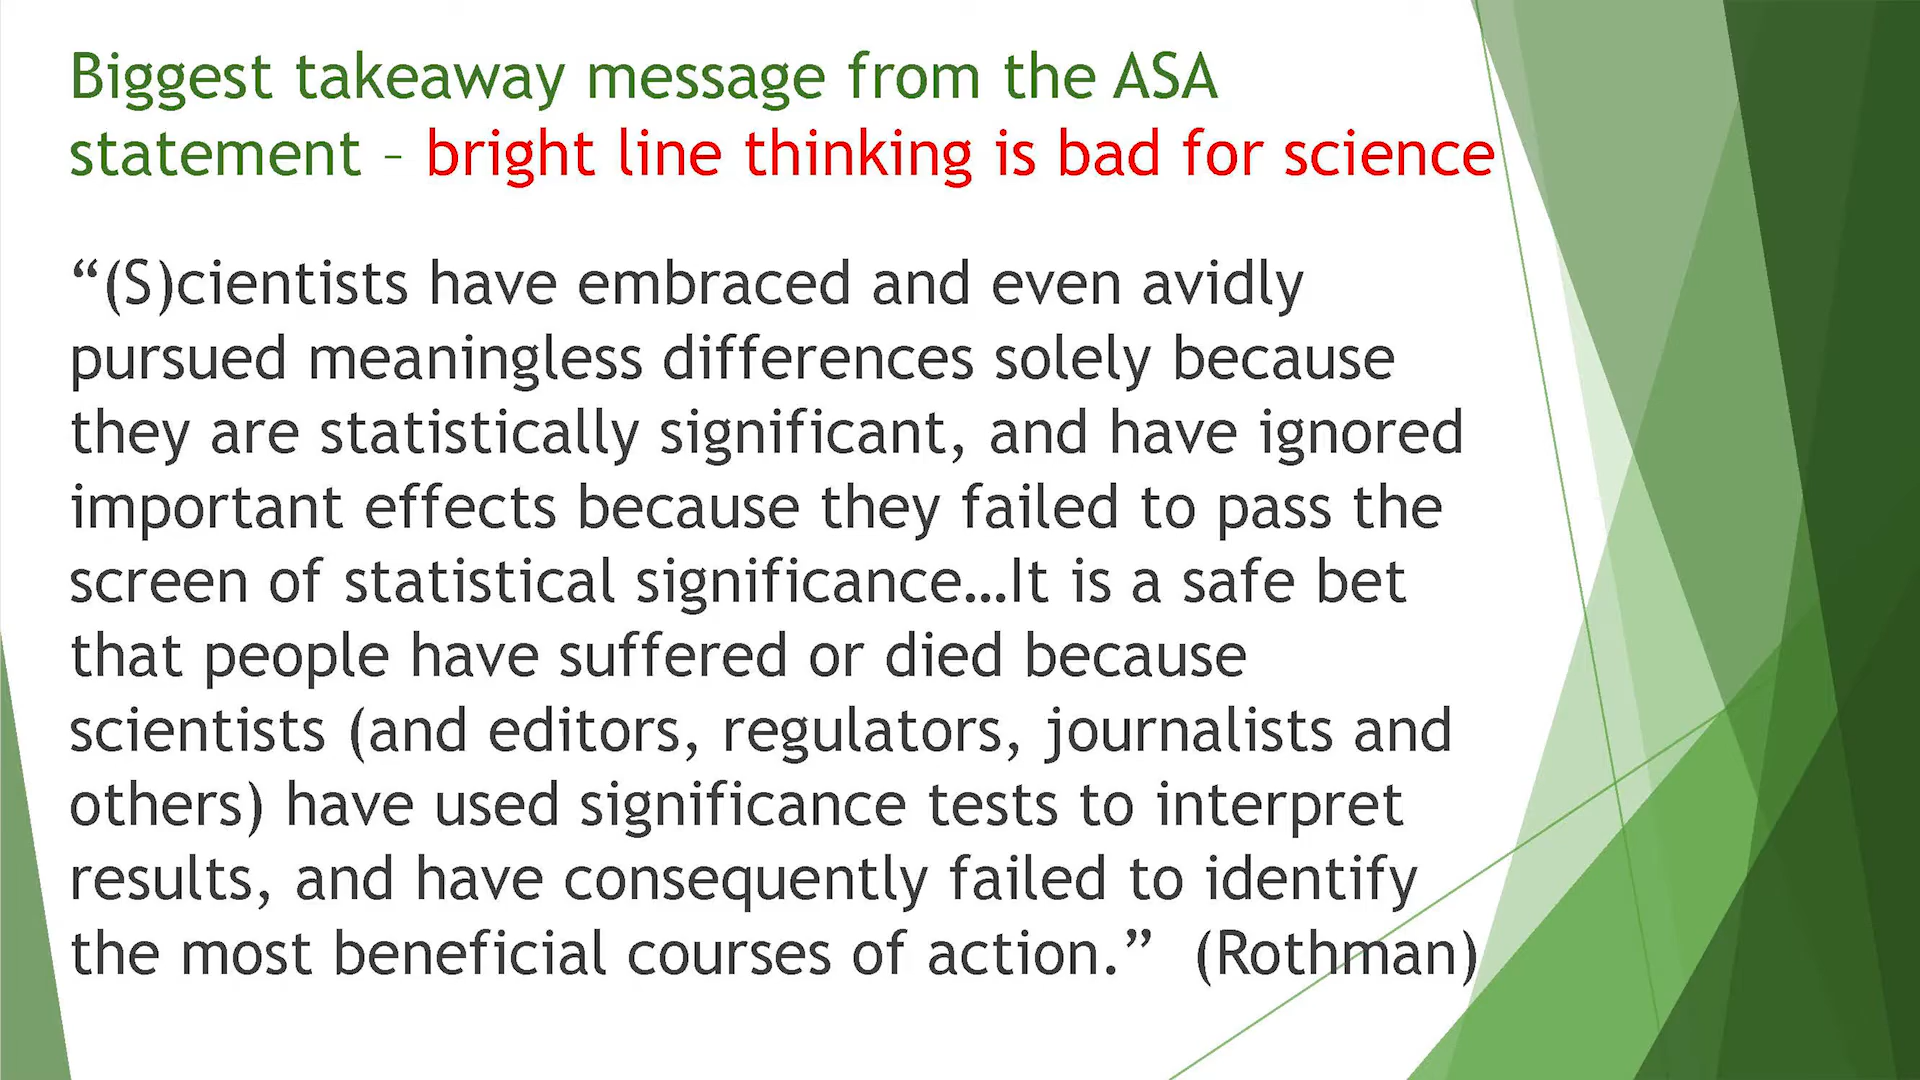 Biggest takeaway message from the ASA
statement – bright line thinking is bad for science
“(S)cientists have embraced and even avidly
pursued meaningless differences solely because
they are statistically significant, and have ignored
important effects because they failed to pass the
screen of statistical significance…It is a safe bet
that people have suffered or died because
scientists (and editors, regulators, journalists and
others) have used significance tests to interpret
results, and have consequently failed to identify
the most beneficial courses of action.” (Rothman)